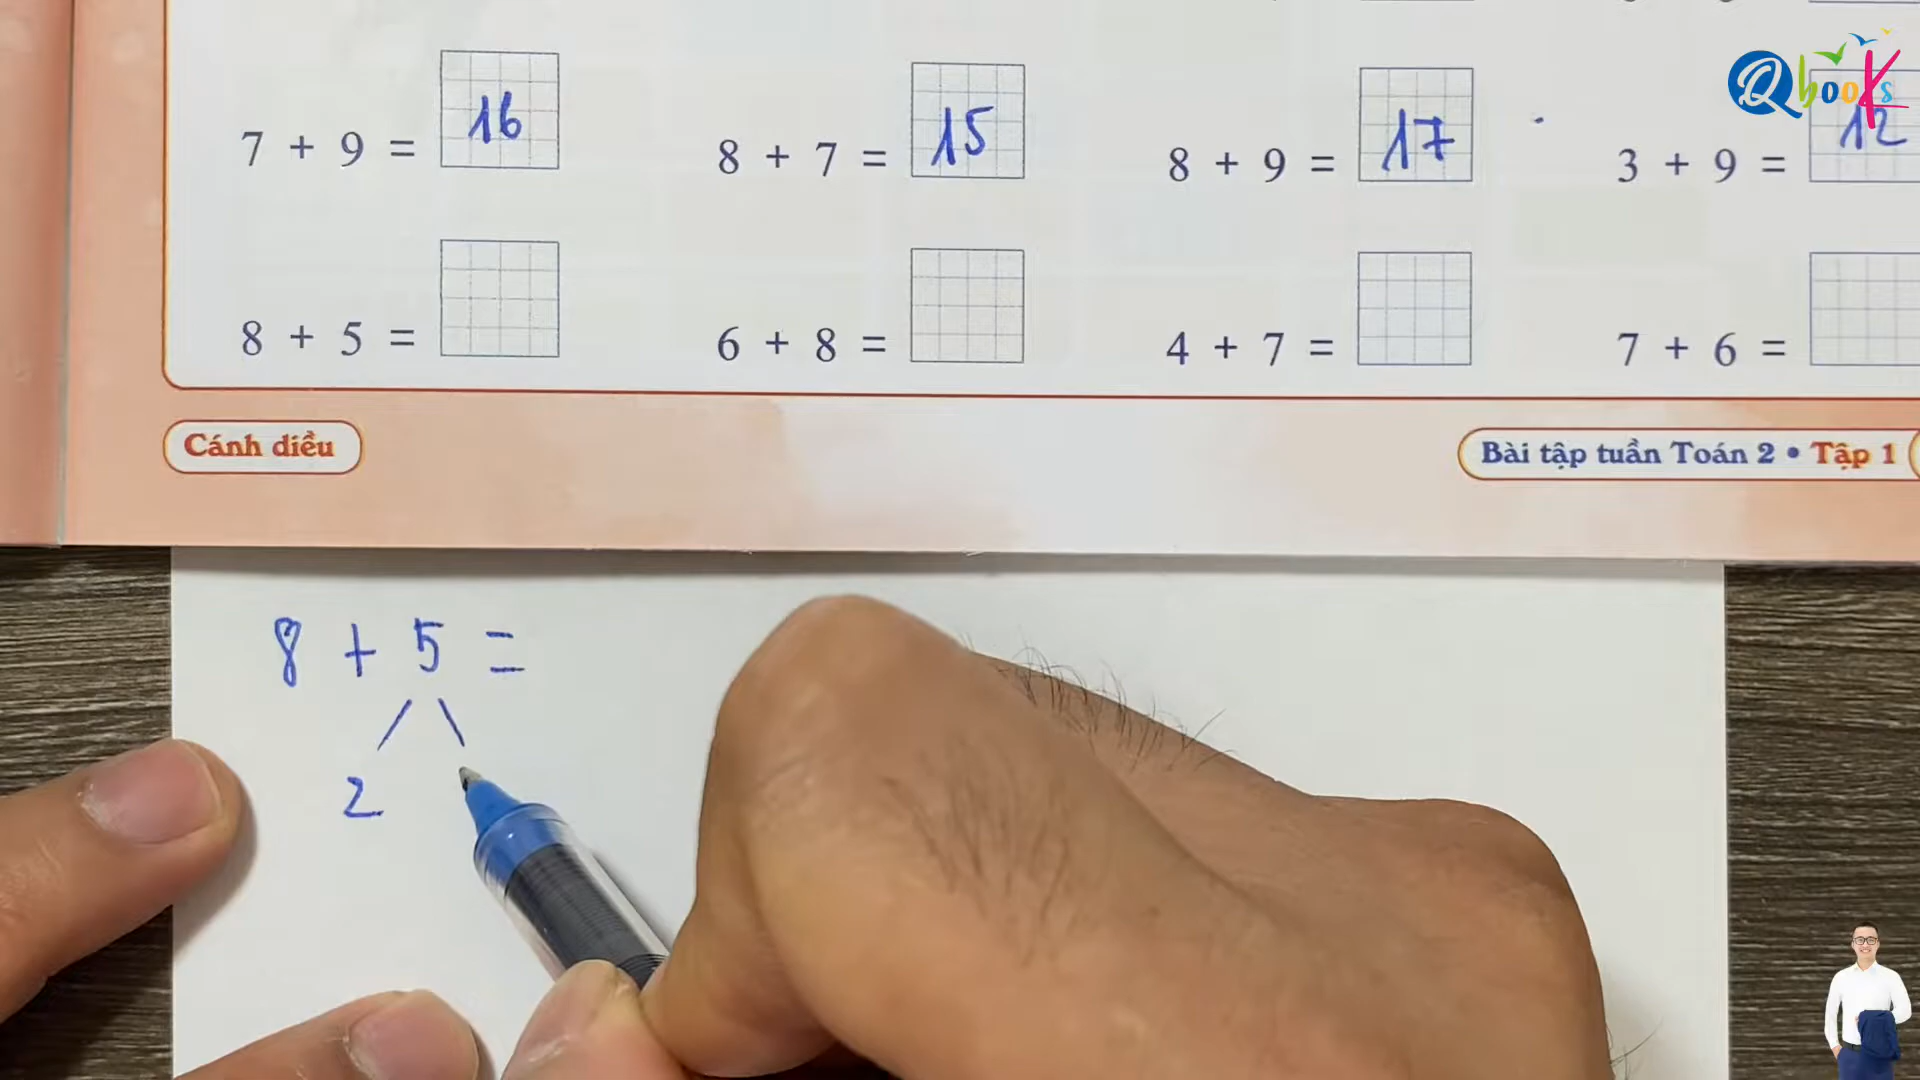 Qbooks
7 + 9 = 16 8 + 7 = 15 8 + 9 = 17 3 + 9 = 12
8 + 5 = 6 + 8 = 4 + 7 = 7 + 6 =
Cánh diều Bài tập tuần Toán 2 • Tập 1
8 + 5 =
2